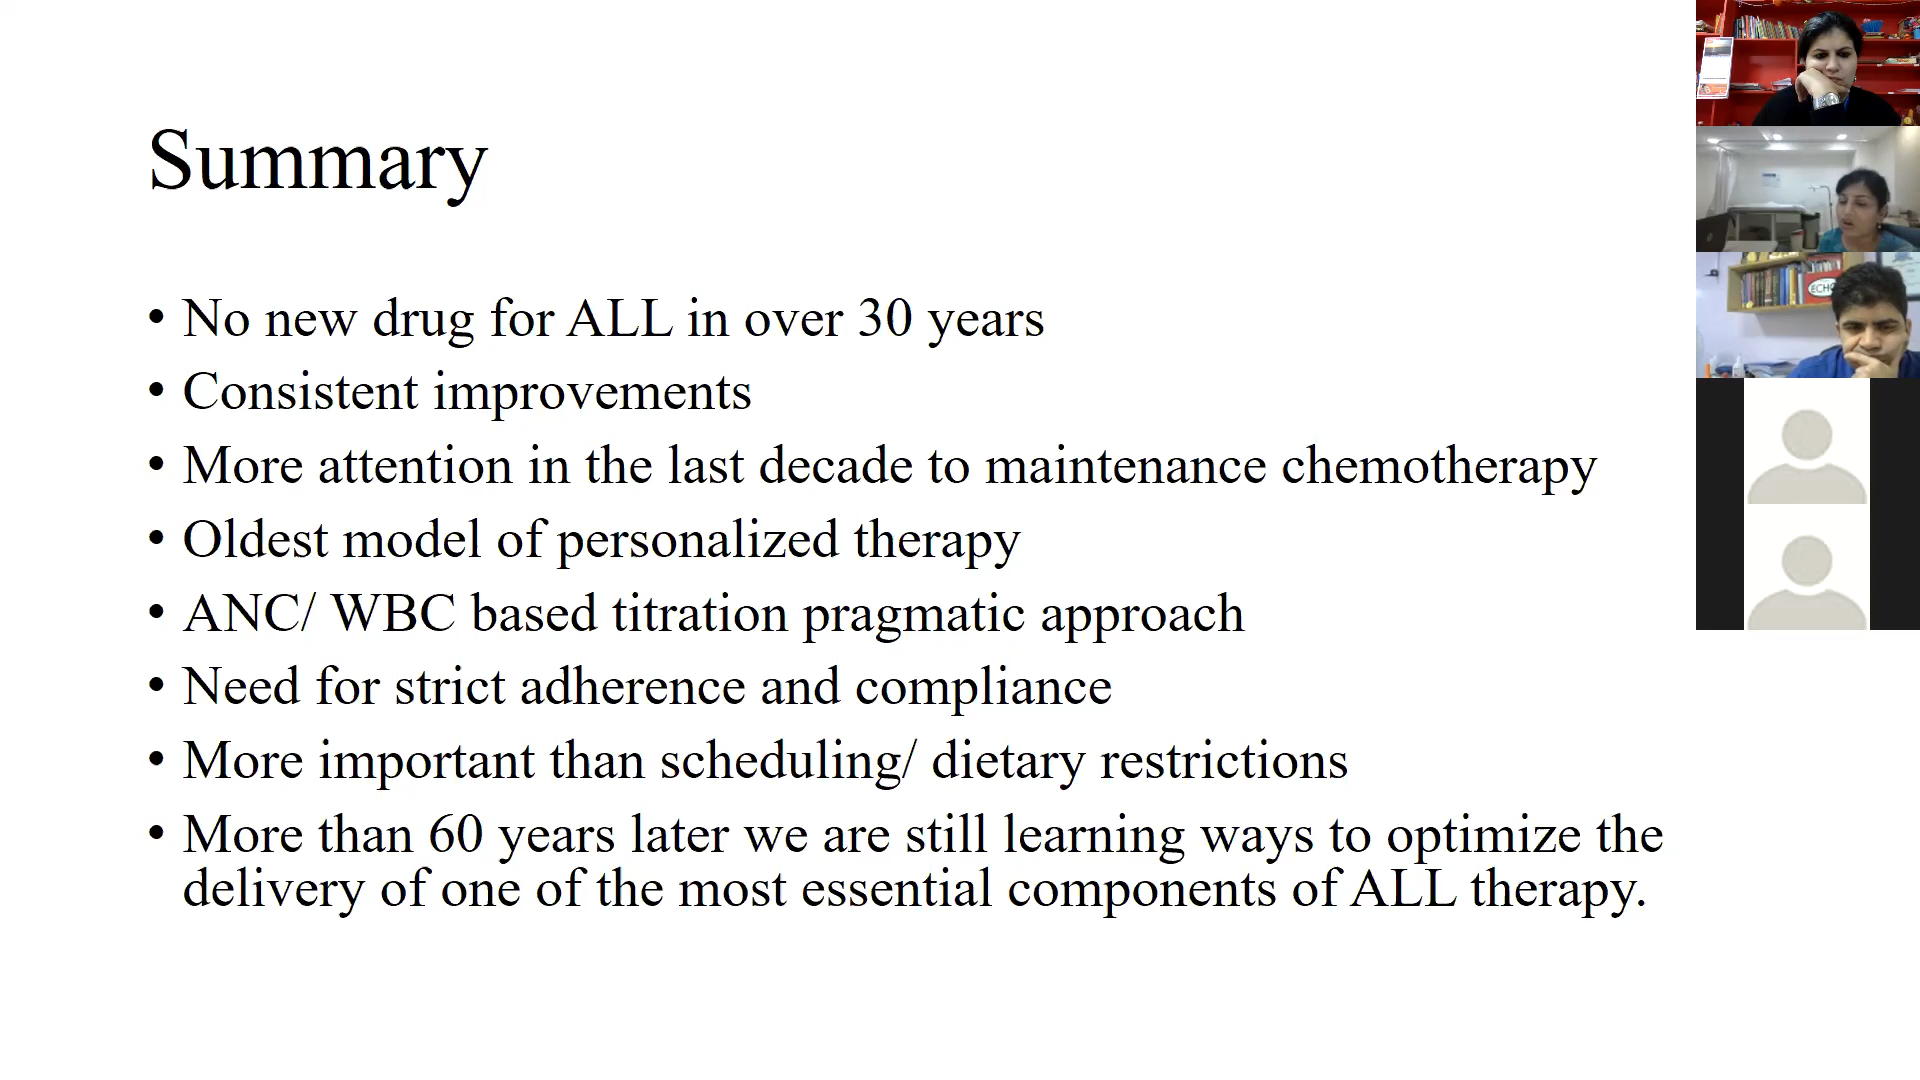 Summary
• No new drug for ALL in over 30 years
• Consistent improvements
• More attention in the last decade to maintenance chemotherapy
• Oldest model of personalized therapy
• ANC/ WBC based titration pragmatic approach
• Need for strict adherence and compliance
• More important than scheduling/ dietary restrictions
• More than 60 years later we are still learning ways to optimize the
delivery of one of the most essential components of ALL therapy.
ECHO